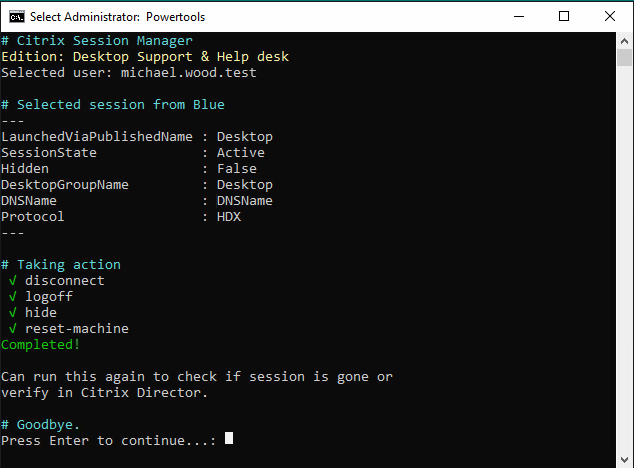 Select Administrator: Powertools
# Citrix Session Manager
Edition: Desktop Support & Help desk
Selected user: michael.wood.test
# Selected session from Blue
---
LaunchedViaPublishedName : Desktop
SessionState             : Active
Hidden                   : False
DesktopGroupName         : Desktop
DNSName                  : DNSName
Protocol                 : HDX
---
# Taking action
√ disconnect
√ logoff
√ hide
√ reset-machine
Completed!
Can run this again to check if session is gone or
verify in Citrix Director.
# Goodbye.
Press Enter to continue...: